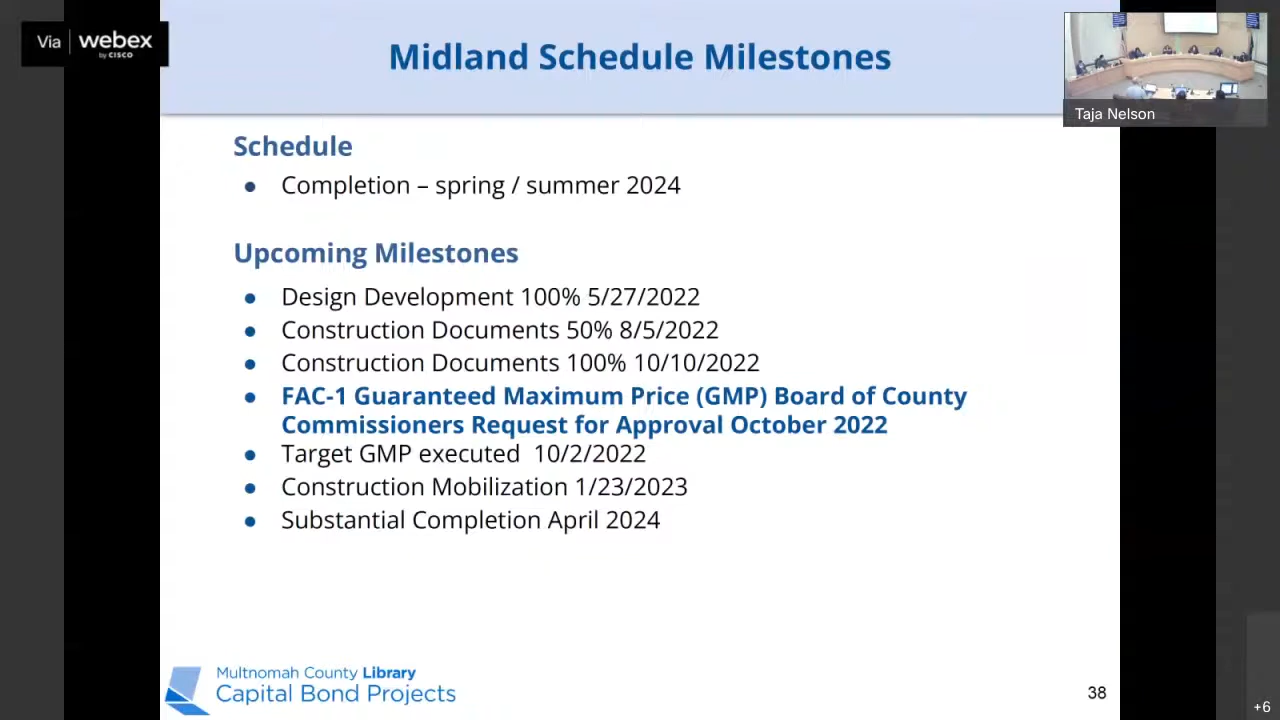 Via webex
by CISCO
Midland Schedule Milestones
Taja Nelson
Schedule
• Completion – spring / summer 2024
Upcoming Milestones
• Design Development 100% 5/27/2022
• Construction Documents 50% 8/5/2022
• Construction Documents 100% 10/10/2022
• FAC-1 Guaranteed Maximum Price (GMP) Board of County
Commissioners Request for Approval October 2022
• Target GMP executed 10/2/2022
• Construction Mobilization 1/23/2023
• Substantial Completion April 2024
Multnomah County Library
Capital Bond Projects
38
+6